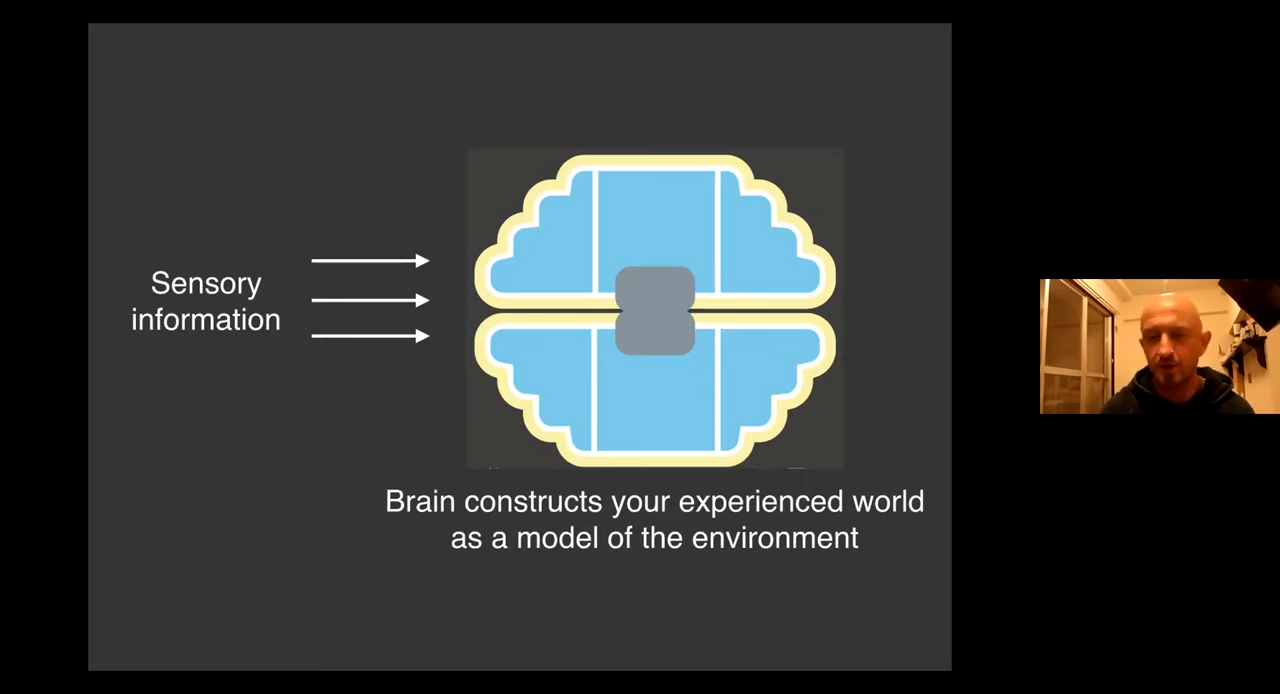 Sensory
information
Brain constructs your experienced world
as a model of the environment